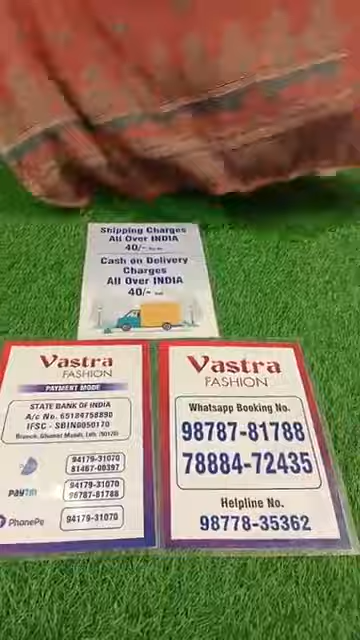 Shipping Charges
All Over INDIA
40/-
Cash on Delivery
Charges
All Over INDIA
40/-
Vastra
FASHION
PAYMENT MODE
STATE BANK OF INDIA
A/c No. 65184758890
IFSC - SBIN0050170
94179-31070
81467-00397
Paytm
94179-31070
98787-81788
PhonePe
94179-31070
Vastra
FASHION
Whatsapp Booking No.
98787-81788
78884-72435
Helpline No.
98778-35362